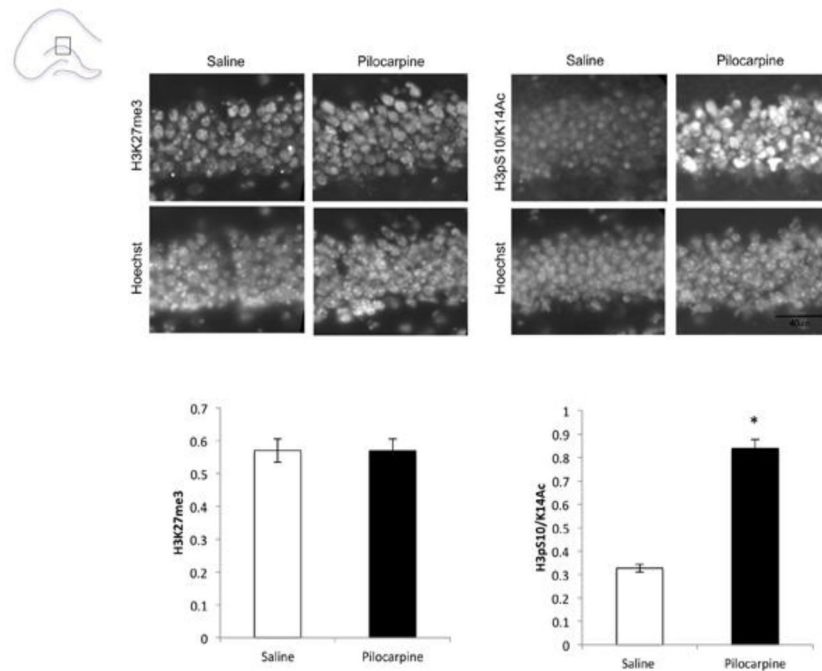 Saline Pilocarpine Saline Pilocarpine
H3K27me3
H3pS10/K14Ac
Hoechst
Hoechst
40um
0.7
0.6
0.5
0.4
0.3
0.2
0.1
0
H3K27me3
Saline Pilocarpine
1
0.9
0.8
0.7
0.6
0.5
0.4
0.3
0.2
0.1
0
H3pS10/K14Ac
*
Saline Pilocarpine